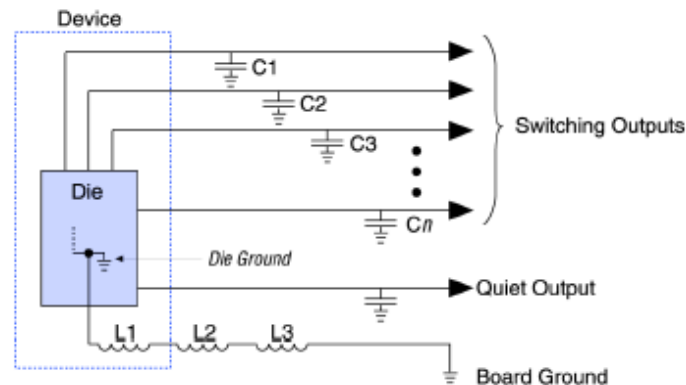 Device
C1
C2
Switching Outputs
C3
Die
Cn
Die Ground
Quiet Output
L1 L2 L3
Board Ground